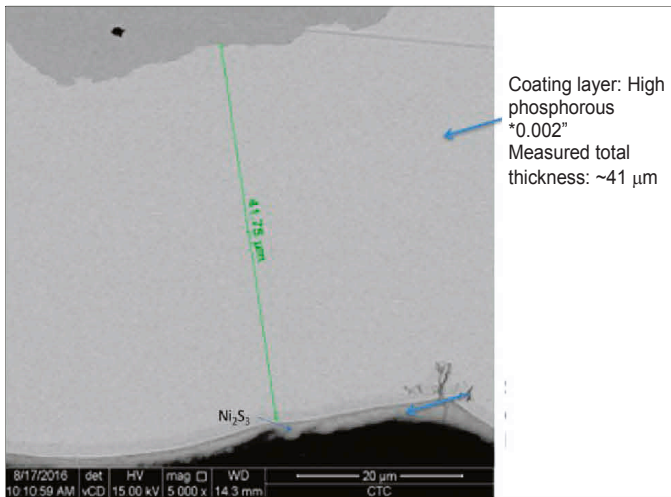 Coating layer: High
phosphorous
*0.002"
Measured total
thickness: ~41 μm
41.75 μm
Ni₂S₃
8/17/2016 det HV mag □ WD 20 μm
10:10:59 AM vCD 15.00 kV 5 000 x 14.3 mm CTC